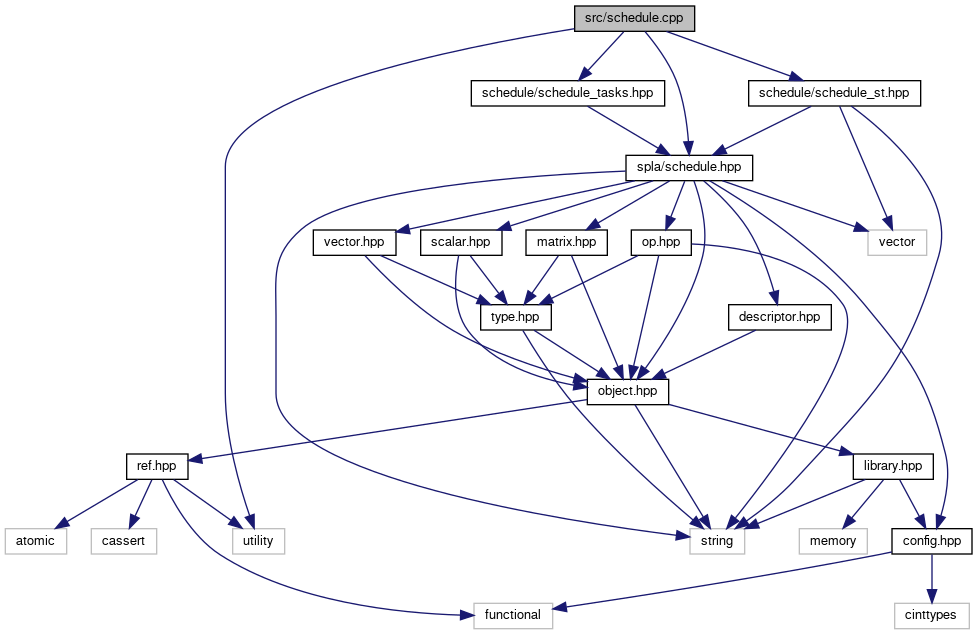 src/schedule.cpp
schedule/schedule_tasks.hpp
schedule/schedule_st.hpp
spla/schedule.hpp
vector.hpp
scalar.hpp
matrix.hpp
op.hpp
vector
type.hpp
descriptor.hpp
object.hpp
ref.hpp
library.hpp
atomic
cassert
utility
string
memory
config.hpp
functional
cinttypes